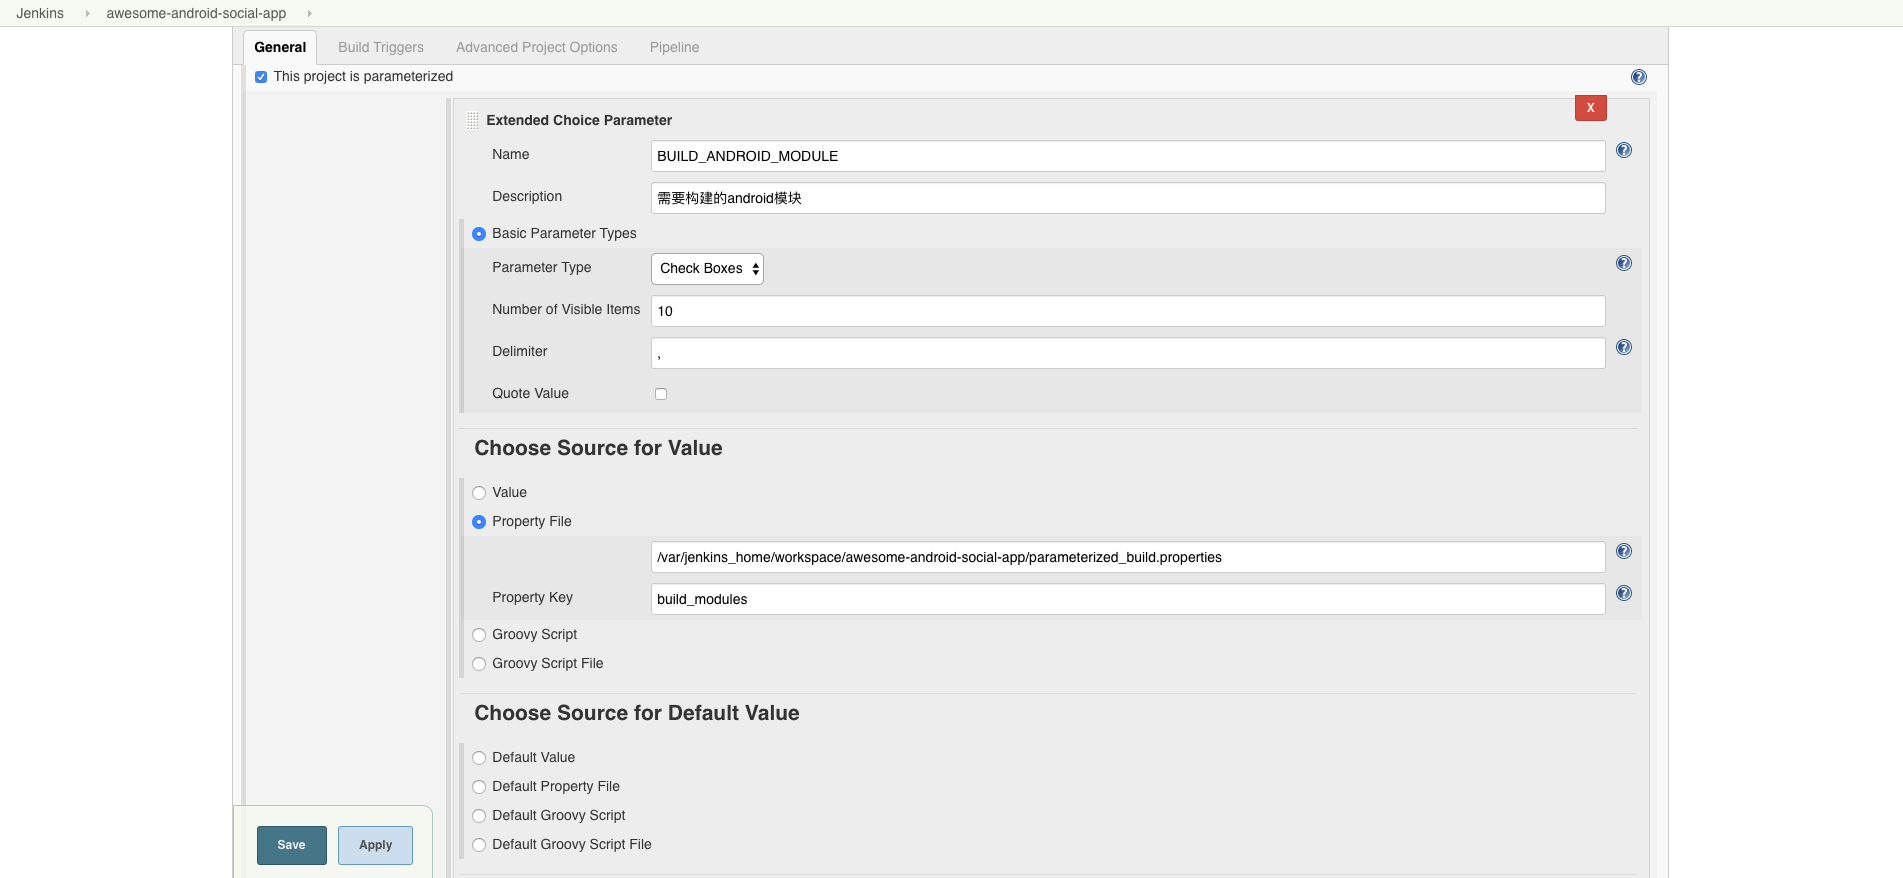 Jenkins awesome-android-social-app
General Build Triggers Advanced Project Options Pipeline
This project is parameterized
X
Extended Choice Parameter
Name BUILD_ANDROID_MODULE
Description 需要构建的android模块
Basic Parameter Types
Parameter Type Check Boxes
Number of Visible Items 10
Delimiter ,
Quote Value
Choose Source for Value
Value
Property File
/var/jenkins_home/workspace/awesome-android-social-app/parameterized_build.properties
Property Key build_modules
Groovy Script
Groovy Script File
Choose Source for Default Value
Default Value
Default Property File
Default Groovy Script
Default Groovy Script File
Save Apply